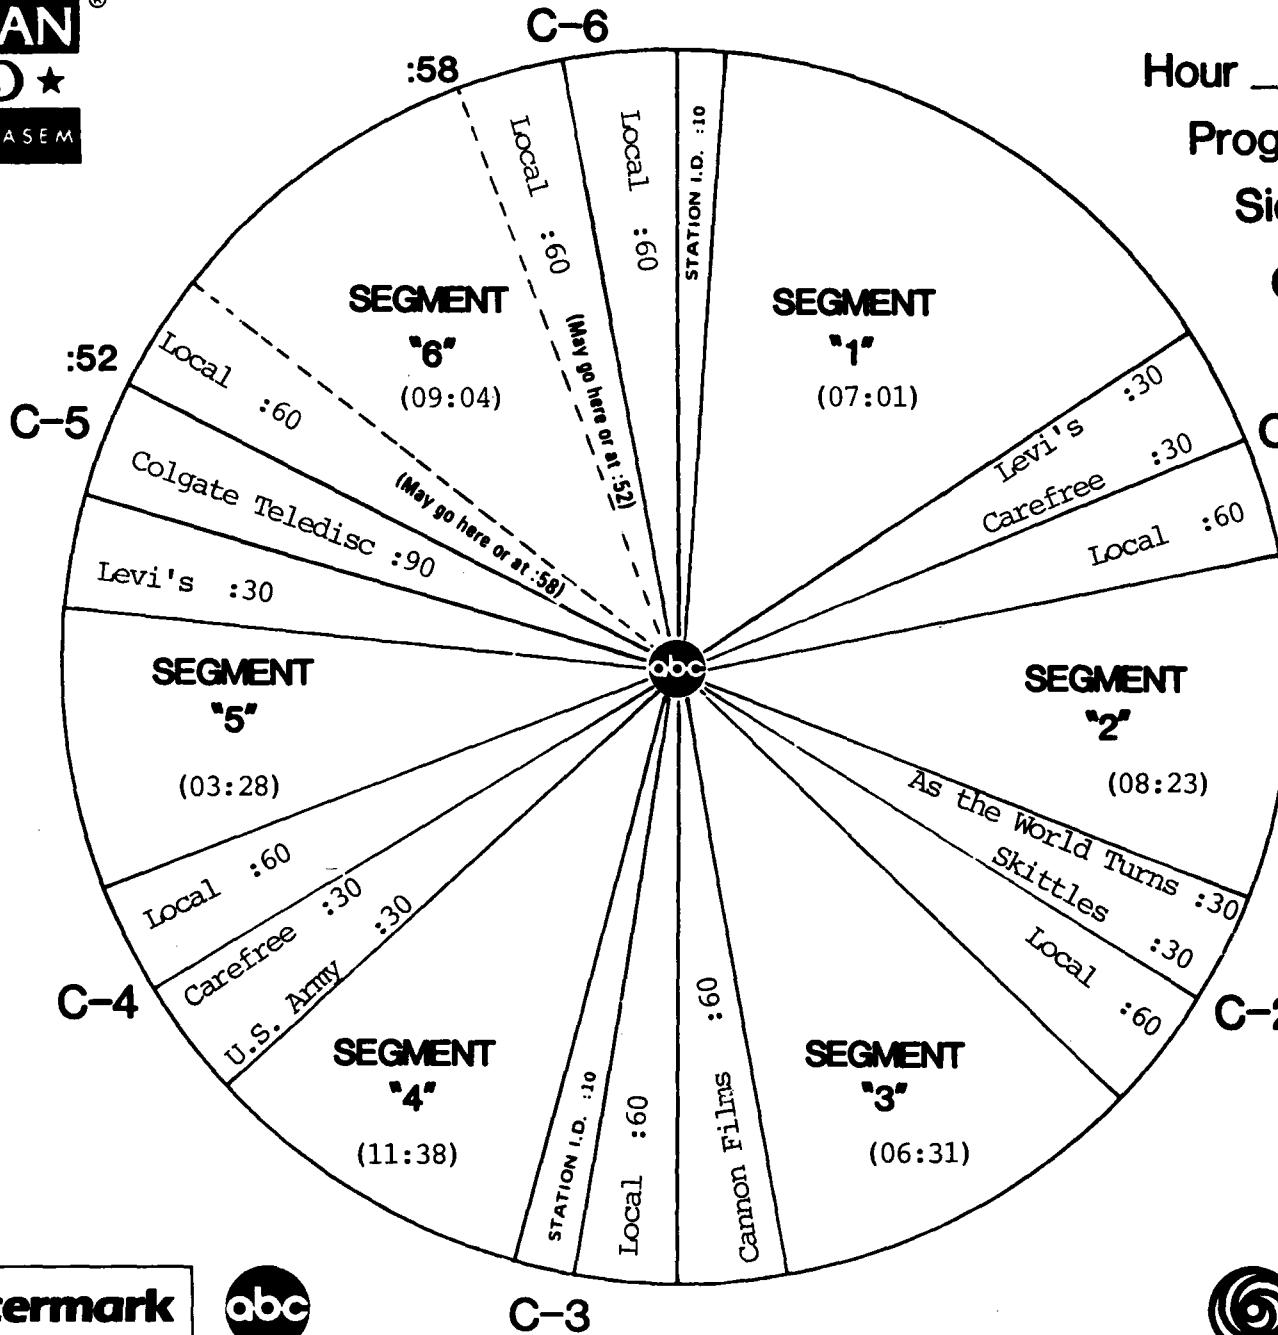 C-6
:58
Hour
Local :60
Local :60
STATION I.D. :10
(May go here or at :52)
SEGMENT
"1"
(07:01)
Levi's :30
Carefree :30
Local :60
SEGMENT
"2"
(08:23)
As the World Turns :30
Skittles :30
Local :60
SEGMENT
"3"
(06:31)
Cannon Films :60
C-3
Local :60
STATION I.D. :10
SEGMENT
"4"
(11:38)
U.S. Army :30
Carefree :30
C-4
Local :60
SEGMENT
"5"
(03:28)
Levi's :30
Colgate Teledisc :90
C-5
:52
Local :60
(May go here or at :58)
SEGMENT
"6"
(09:04)
abc
abc